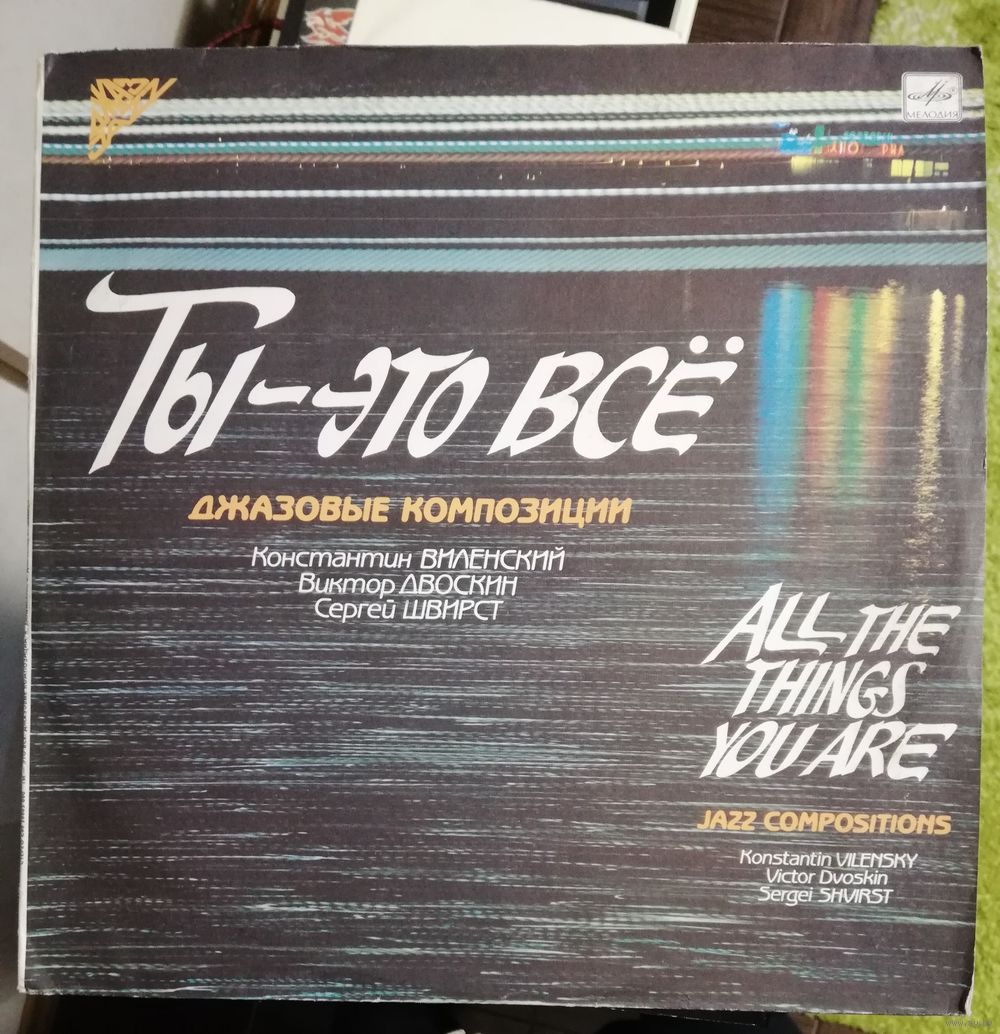 МЕЛОДИЯ
Ты-это всё
ДЖАЗОВЫЕ КОМПОЗИЦИИ
Константин ВИЛЕНСКИЙ
Виктор ДВОСКИН
Сергей ШВИРСТ
ALL THE
THINGS
YOU ARE
JAZZ COMPOSITIONS
Konstantin VILENSKY
Victor Dvoskin
Sergei SHVIRST